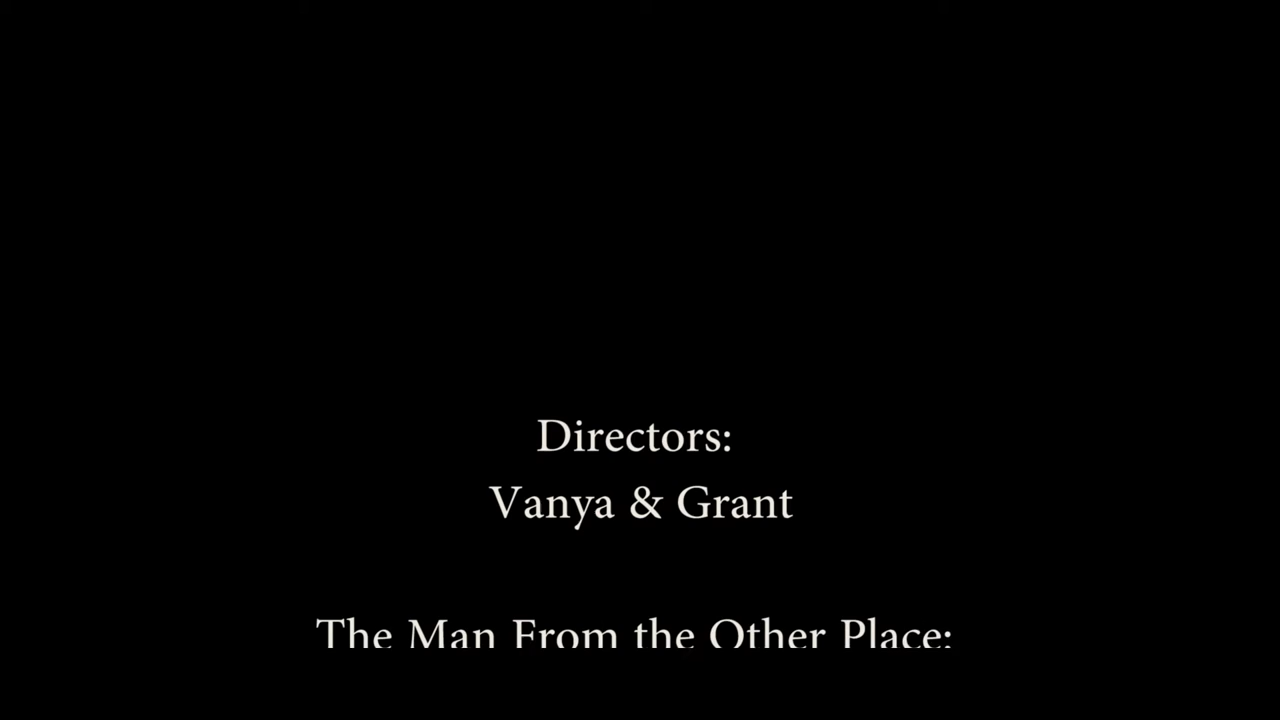 Directors:
Vanya & Grant
The Man From the Other Place: